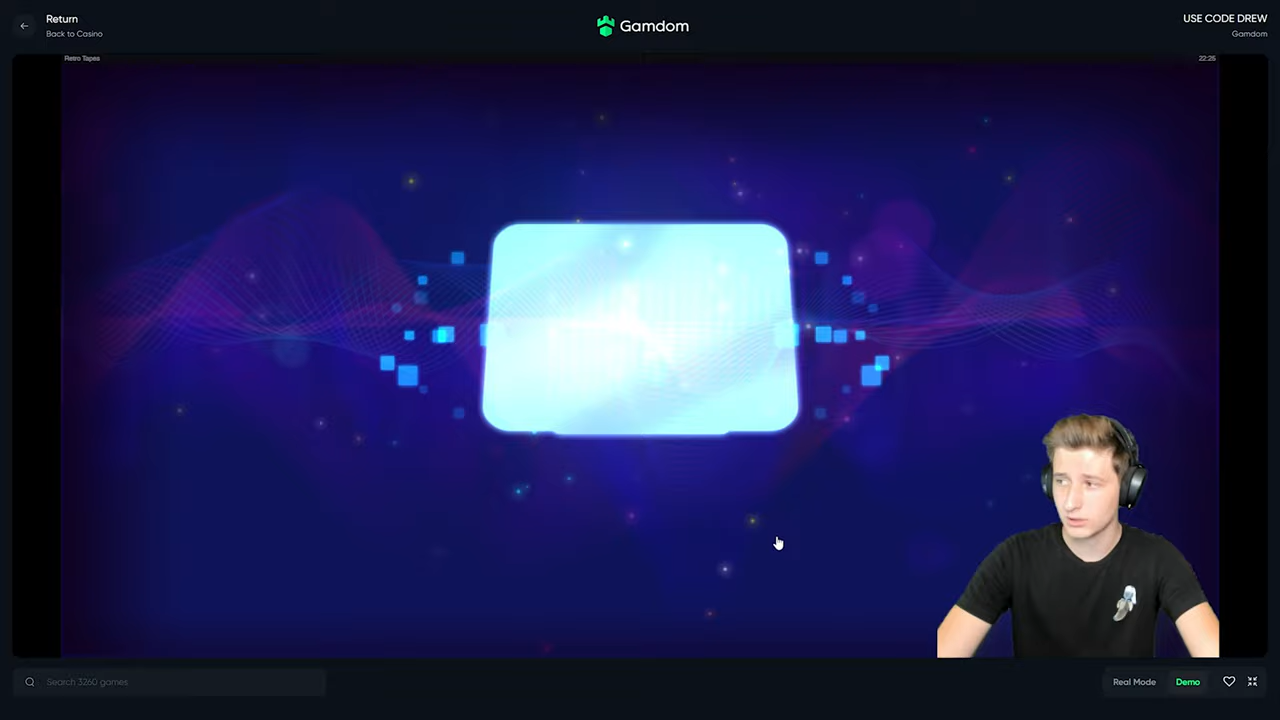 Return
Back to Casino
Gamdom
USE CODE DREW
Gamdom
Retro Tapes
22:25
Search 3260 games
Real Mode
Demo